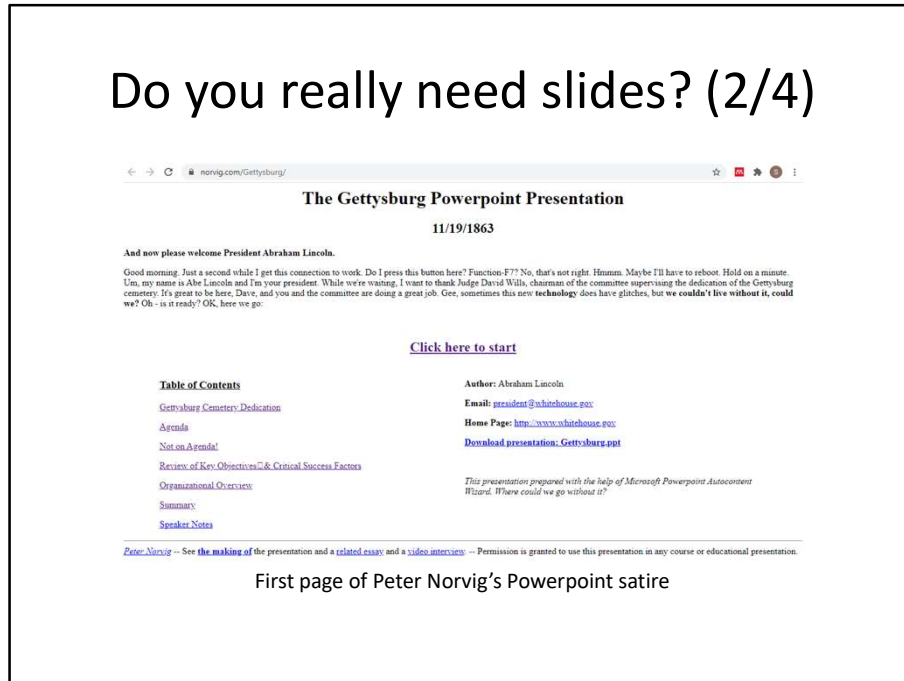 Do you really need slides? (2/4)
norvig.com/Gettysburg/
The Gettysburg Powerpoint Presentation
11/19/1863
And now please welcome President Abraham Lincoln.
Good morning. Just a second while I get this connection to work. Do I press this button here? Function-F7? No, that's not right. Hmmm. Maybe I'll have to reboot. Hold on a minute.
Um, my name is Abe Lincoln and I'm your president. While we're waiting, I want to thank Judge David Wills, chairman of the committee supervising the dedication of the Gettysburg
cemetery. It's great to be here, Dave, and you and the committee are doing a great job. Gee, sometimes this new technology does have glitches, but we couldn't live without it, could
we? Oh - is it ready? OK, here we go:
Click here to start
Table of Contents
Gettysburg Cemetery Dedication
Agenda
Not on Agenda!
Review of Key Objectives & Critical Success Factors
Organizational Overview
Summary
Speaker Notes
Author: Abraham Lincoln
Email: president@whitehouse.gov
Home Page: http://www.whitehouse.gov
Download presentation: Gettysburg.ppt
This presentation prepared with the help of Microsoft Powerpoint Autocontent
Wizard. Where could we go without it?
Peter Norvig -- See the making of the presentation and a related essay and a video interview. -- Permission is granted to use this presentation in any course or educational presentation.
First page of Peter Norvig’s Powerpoint satire